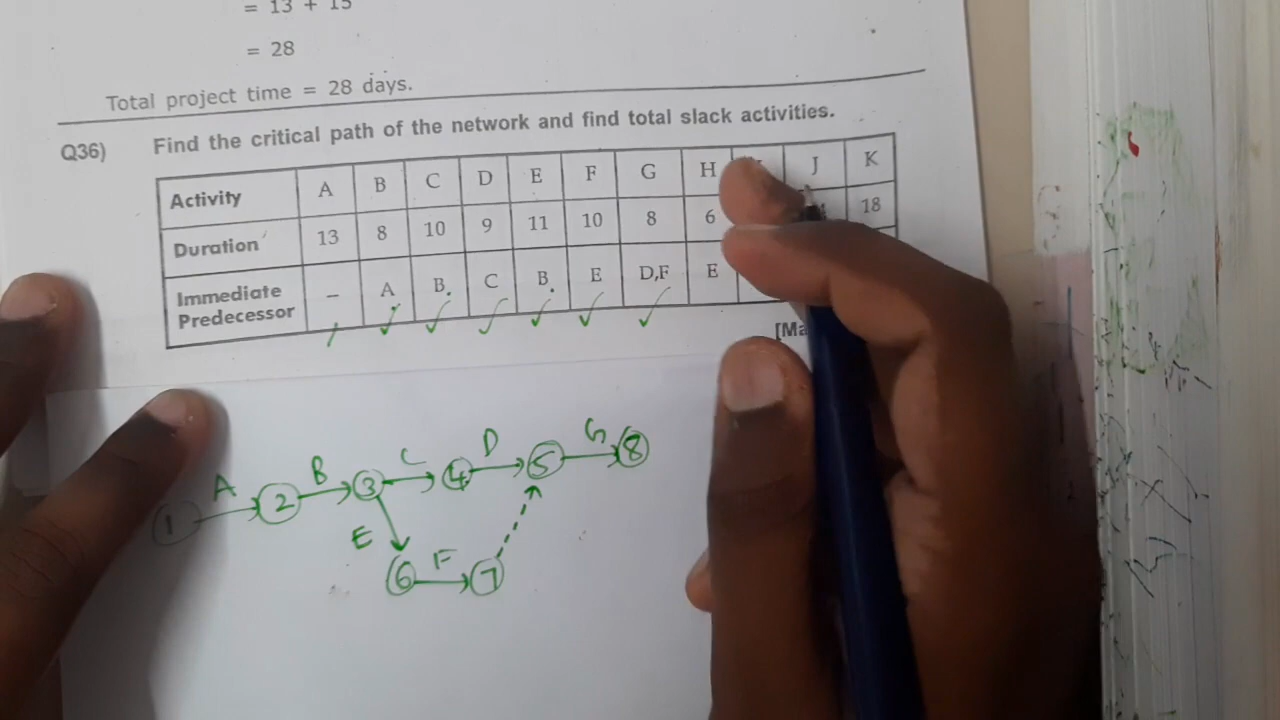 = 13 + 15
= 28
Total project time = 28 days.
Q36) Find the critical path of the network and find total slack activities.
Activity A B C D E F G H J K
Duration 13 8 10 9 11 10 8 6 18
Immediate Predecessor – A B. C B. E D,F E
[Ma
A B C D G
1 2 3 4 5 8
E F
6 7